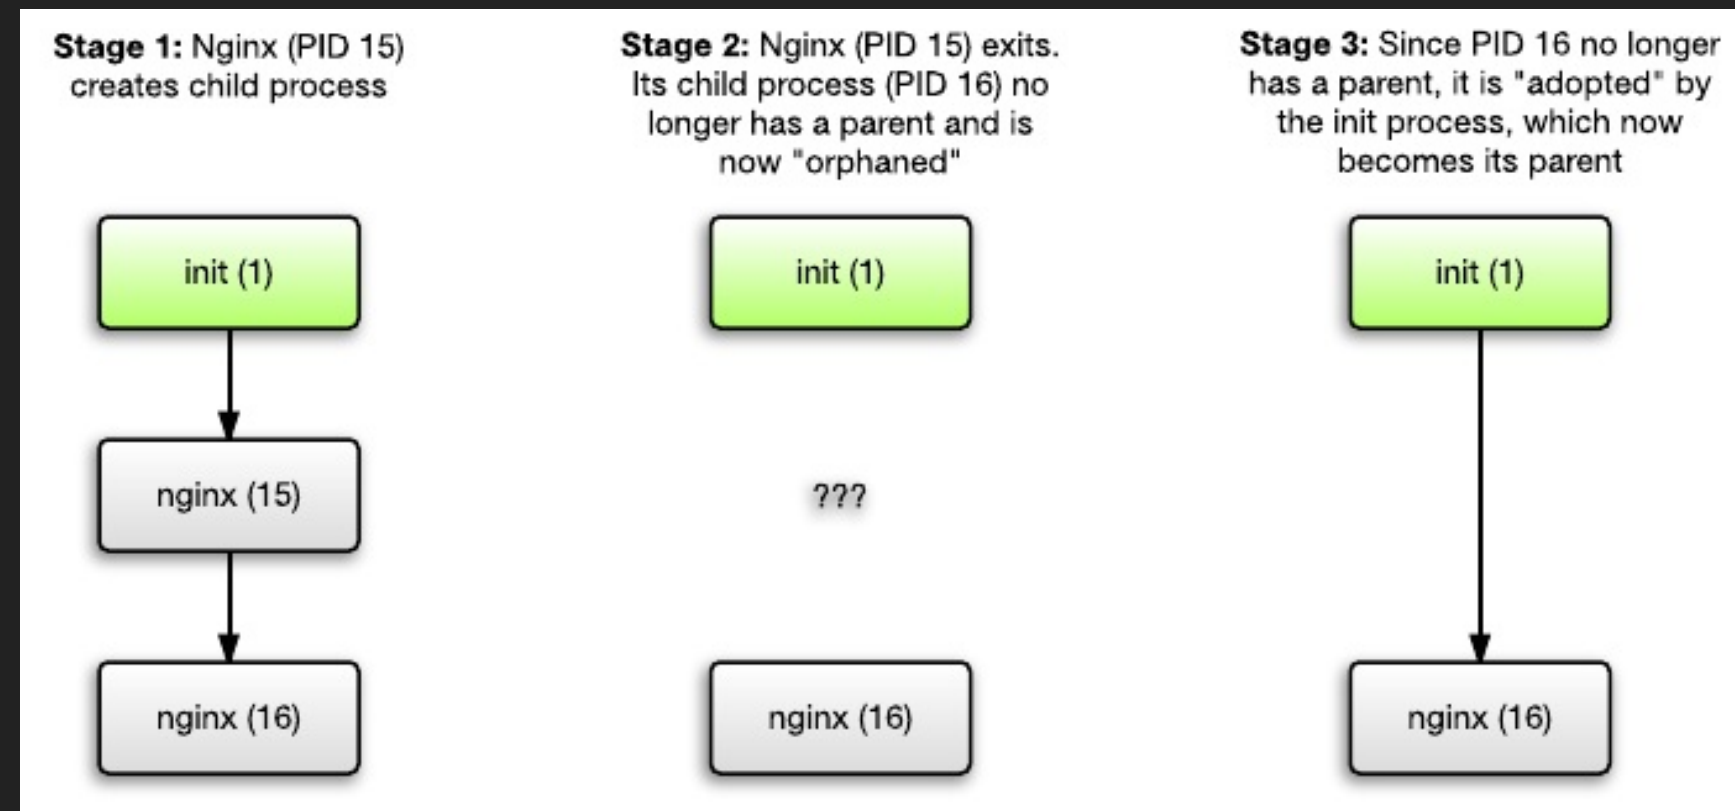 Stage 1: Nginx (PID 15)
creates child process
Stage 2: Nginx (PID 15) exits.
Its child process (PID 16) no
longer has a parent and is
now "orphaned"
Stage 3: Since PID 16 no longer
has a parent, it is "adopted" by
the init process, which now
becomes its parent
init (1)
init (1)
init (1)
nginx (15)
???
nginx (16)
nginx (16)
nginx (16)